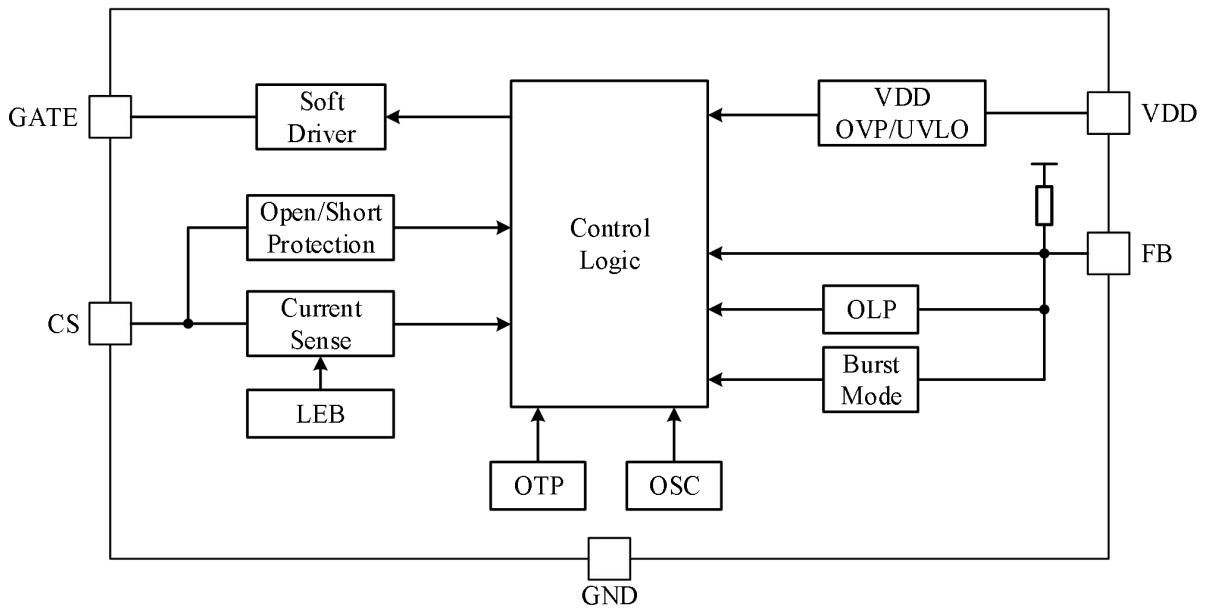 GATE
Soft
Driver
VDD
OVP/UVLO
VDD
Open/Short
Protection
Control
Logic
FB
CS
Current
Sense
OLP
Burst
Mode
LEB
OTP
OSC
GND